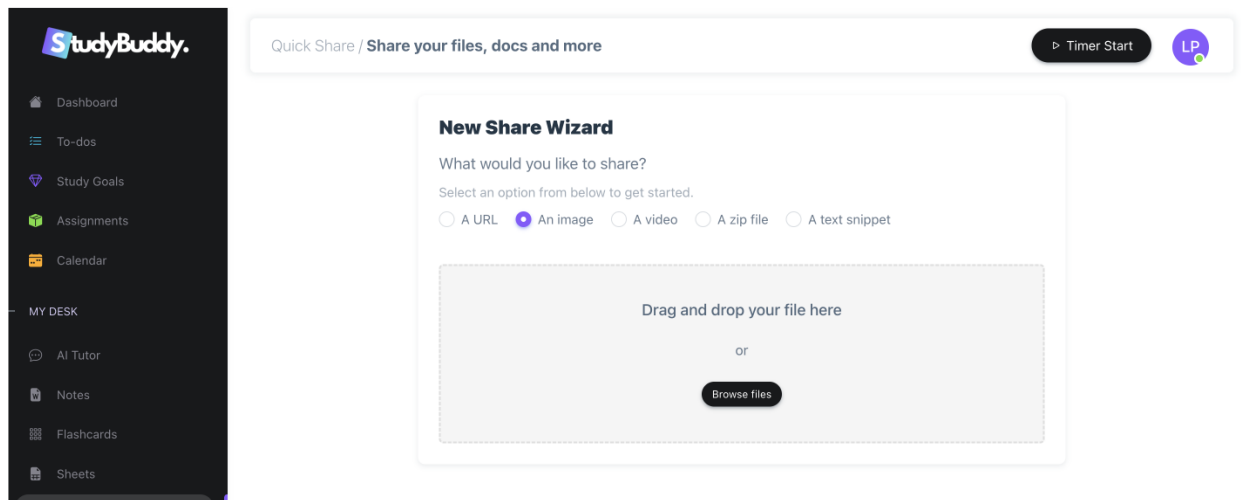 StudyBuddy.
Dashboard
To-dos
Study Goals
Assignments
Calendar
MY DESK
AI Tutor
Notes
Flashcards
Sheets
Quick Share / Share your files, docs and more
Timer Start
LP
New Share Wizard
What would you like to share?
Select an option from below to get started.
A URL An image A video A zip file A text snippet
Drag and drop your file here
or
Browse files